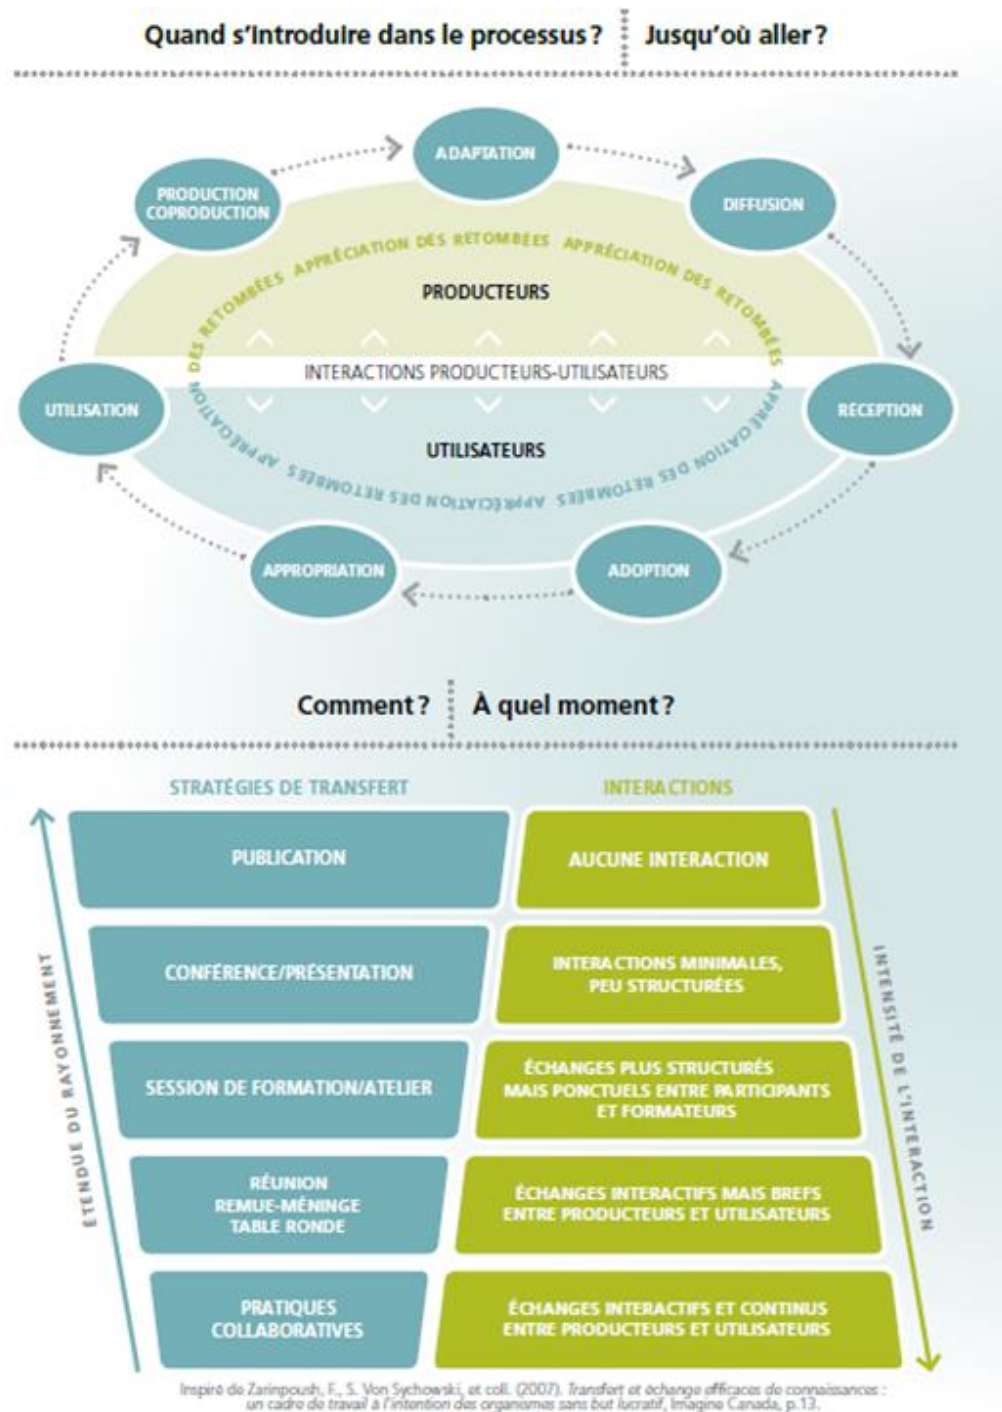 Quand s'introduire dans le processus ?
Jusqu'où aller ?
ADAPTATION
PRODUCTION
COPRODUCTION
DIFFUSION
DES RETOMBÉES APPRÉCIATION DES RETOMBÉES APPRÉCIATION DES RETOMBÉES
PRODUCTEURS
INTERACTIONS PRODUCTEURS-UTILISATEURS
UTILISATION
RÉCEPTION
UTILISATEURS
APPRÉCIATION DES RETOMBÉES APPRÉCIATION DES RETOMBÉES APPRÉCIATION
APPROPRIATION
ADOPTION
Comment ?
À quel moment ?
STRATÉGIES DE TRANSFERT
INTERACTIONS
PUBLICATION
AUCUNE INTERACTION
CONFÉRENCE/PRÉSENTATION
INTERACTIONS MINIMALES,
PEU STRUCTURÉES
SESSION DE FORMATION/ATELIER
ÉCHANGES PLUS STRUCTURÉS
MAIS PONCTUELS ENTRE PARTICIPANTS
ET FORMATEURS
RÉUNION
REMUE-MÉNINGE
TABLE RONDE
ÉCHANGES INTERACTIFS MAIS BREFS
ENTRE PRODUCTEURS ET UTILISATEURS
PRATIQUES
COLLABORATIVES
ÉCHANGES INTERACTIFS ET CONTINUS
ENTRE PRODUCTEURS ET UTILISATEURS
ÉTENDUE DU RAYONNEMENT
INTENSITÉ DE L'INTERACTION
Inspiré de Zarinpoush, F., S. Von Sychowski, et coll. (2007). Transfert et échange efficaces de connaissances :
un cadre de travail à l'intention des organismes sans but lucratif, Imagine Canada, p.13.